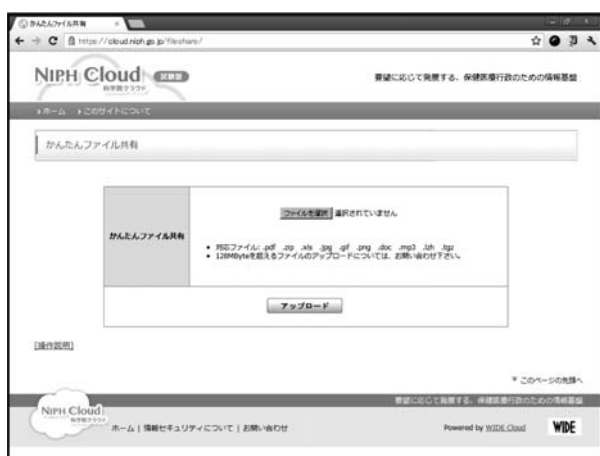 かんたんファイル共有
https://cloud.niph.go.jp/fileshare/
NIPH Cloud 試験版
科学院クラウド
要望に応じて発展する、保健医療行政のための情報基盤
ホーム このサイトについて
かんたんファイル共有
ファイルを選択 選択されていません
かんたんファイル共有
対応ファイル: .pdf .zip .xls .jpg .gif .png .doc .mp3 .lzh .tgz
128MByteを超えるファイルのアップロードについては、お問い合わせ下さい。
アップロード
[操作説明]
このページの先頭へ
要望に応じて発展する、保健医療行政のための情報基盤
NIPH Cloud
科学院クラウド
ホーム | 情報セキュリティについて | お問い合わせ
Powered by WIDE Cloud WIDE